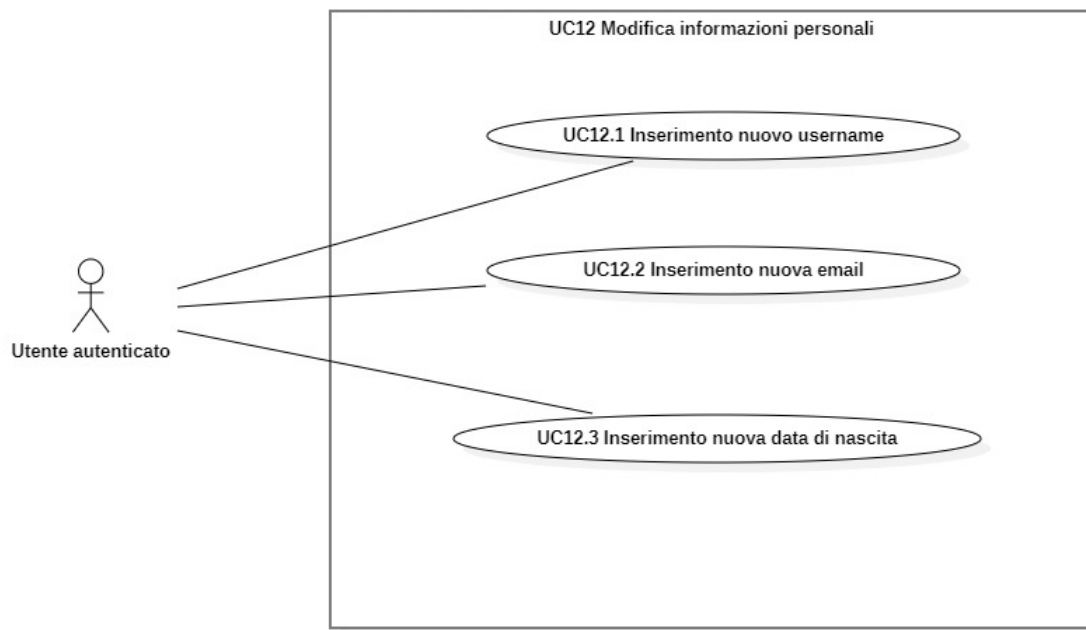 UC12 Modifica informazioni personali
UC12.1 Inserimento nuovo username
UC12.2 Inserimento nuova email
Utente autenticato
UC12.3 Inserimento nuova data di nascita